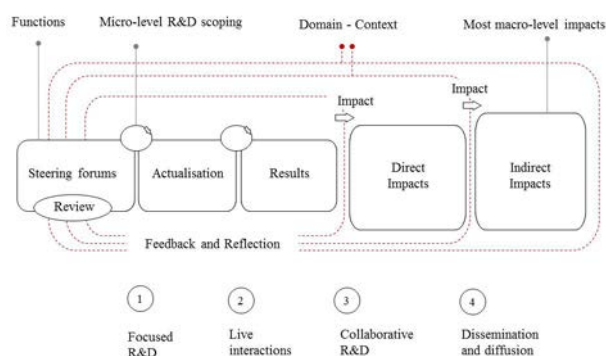 Functions
Micro-level R&D scoping
Domain - Context
Most macro-level impacts
Impact
Impact
Steering forums
Actualisation
Results
Direct
Impacts
Indirect
Impacts
Review
Feedback and Reflection
1
2
3
4
Focused
R&D
Live
interactions
Collaborative
R&D
Dissemination
and diffusion